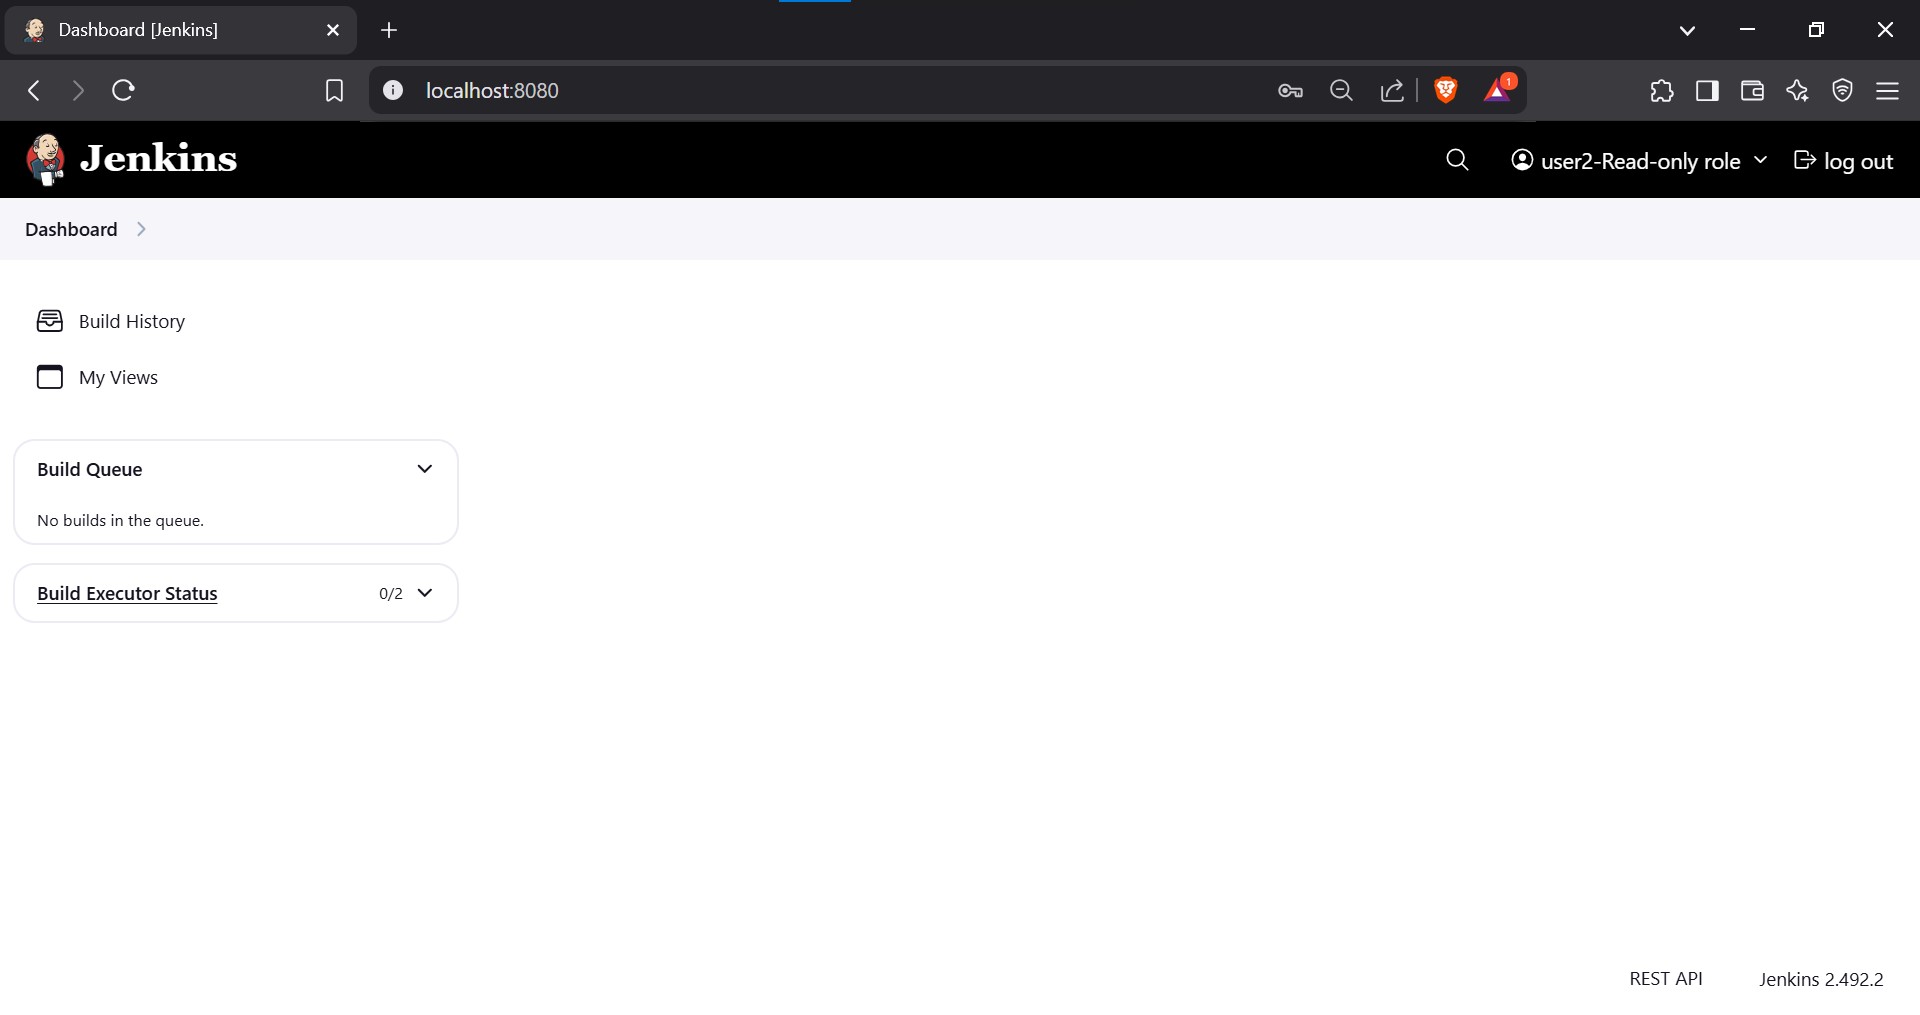 Dashboard [Jenkins]
localhost:8080
1
Jenkins
user2-Read-only role
log out
Dashboard
Build History
My Views
Build Queue
No builds in the queue.
Build Executor Status 0/2
REST API Jenkins 2.492.2